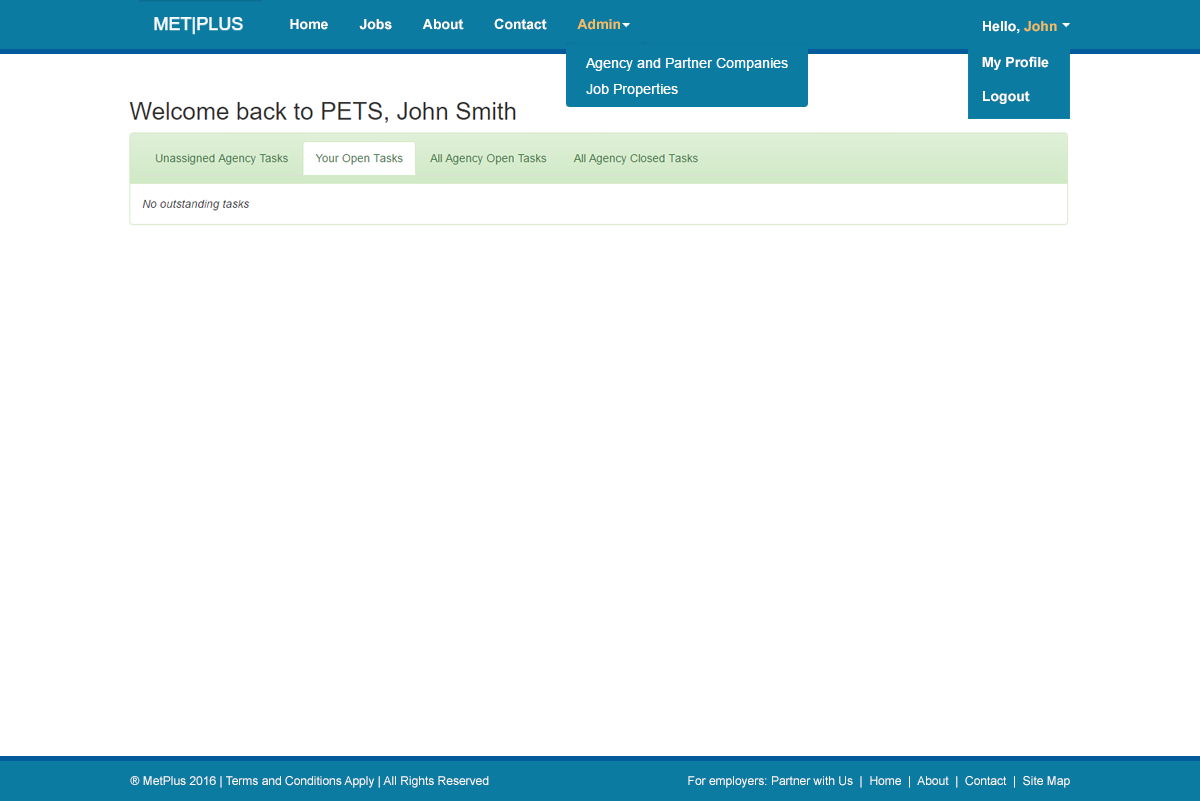 MET|PLUS Home Jobs About Contact Admin Hello, John
Agency and Partner Companies
Job Properties
My Profile
Logout
Welcome back to PETS, John Smith
Unassigned Agency Tasks Your Open Tasks All Agency Open Tasks All Agency Closed Tasks
No outstanding tasks
® MetPlus 2016 | Terms and Conditions Apply | All Rights Reserved For employers: Partner with Us | Home | About | Contact | Site Map